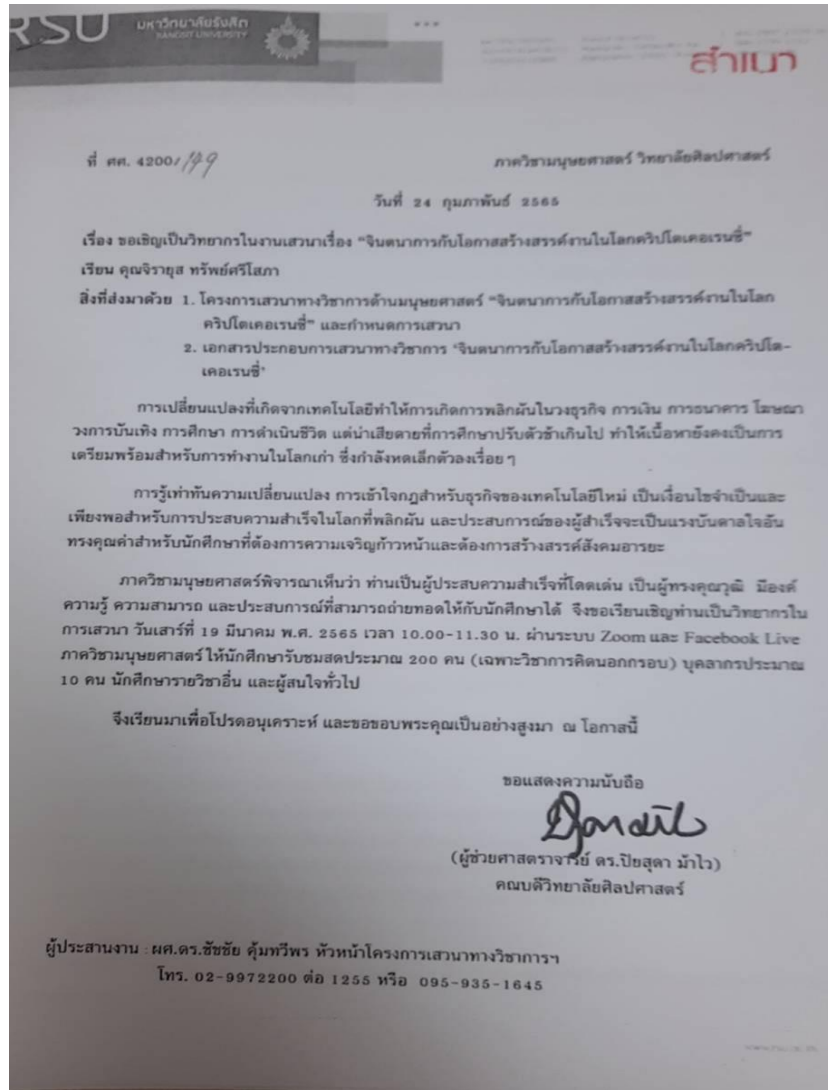 RSU มหาวิทยาลัยรังสิต
RANGSIT UNIVERSITY
สำเนา
ที่ ศศ. 4200/149
ภาควิชามนุษยศาสตร์ วิทยาลัยศิลปศาสตร์
วันที่ 24 กุมภาพันธ์ 2565
เรื่อง ขอเชิญเป็นวิทยากรในงานเสวนาเรื่อง “จินตนาการกับโอกาสสร้างสรรค์งานในโลกคริปโตเคอเรนซี่”
เรียน คุณจิรายุส ทรัพย์ศรีโสภา
สิ่งที่ส่งมาด้วย 1. โครงการเสวนาทางวิชาการด้านมนุษยศาสตร์ “จินตนาการกับโอกาสสร้างสรรค์งานในโลก
คริปโตเคอเรนซี่” และกำหนดการเสวนา
2. เอกสารประกอบการเสวนาทางวิชาการ ‘จินตนาการกับโอกาสสร้างสรรค์งานในโลกคริปโต-
เคอเรนซี่’
การเปลี่ยนแปลงที่เกิดจากเทคโนโลยีทำให้การเกิดการพลิกผันในวงธุรกิจ การเงิน การธนาคาร โฆษณา
วงการบันเทิง การศึกษา การดำเนินชีวิต แต่น่าเสียดายที่การศึกษาปรับตัวช้าเกินไป ทำให้เนื้อหายังคงเป็นการ
เตรียมพร้อมสำหรับการทำงานในโลกเก่า ซึ่งกำลังหดเล็กตัวลงเรื่อย ๆ
การรู้เท่าทันความเปลี่ยนแปลง การเข้าใจกฎสำหรับธุรกิจของเทคโนโลยีใหม่ เป็นเงื่อนไขจำเป็นและ
เพียงพอสำหรับการประสบความสำเร็จในโลกที่พลิกผัน และประสบการณ์ของผู้สำเร็จจะเป็นแรงบันดาลใจอัน
ทรงคุณค่าสำหรับนักศึกษาที่ต้องการความเจริญก้าวหน้าและต้องการสร้างสรรค์สังคมอารยะ
ภาควิชามนุษยศาสตร์พิจารณาเห็นว่า ท่านเป็นผู้ประสบความสำเร็จที่โดดเด่น เป็นผู้ทรงคุณวุฒิ มีองค์
ความรู้ ความสามารถ และประสบการณ์ที่สามารถถ่ายทอดให้กับนักศึกษาได้ จึงขอเรียนเชิญท่านเป็นวิทยากรใน
การเสวนา วันเสาร์ที่ 19 มีนาคม พ.ศ. 2565 เวลา 10.00-11.30 น. ผ่านระบบ Zoom และ Facebook Live
ภาควิชามนุษยศาสตร์ ให้นักศึกษารับชมสดประมาณ 200 คน (เฉพาะวิชาการคิดนอกกรอบ) บุคลากรประมาณ
10 คน นักศึกษารายวิชาอื่น และผู้สนใจทั่วไป
จึงเรียนมาเพื่อโปรดอนุเคราะห์ และขอขอบพระคุณเป็นอย่างสูงมา ณ โอกาสนี้
ขอแสดงความนับถือ
(ผู้ช่วยศาสตราจารย์ ดร.ปิยสุดา ม้าไว)
คณบดีวิทยาลัยศิลปศาสตร์
ผู้ประสานงาน : ผศ.ดร.ชัชชัย คุ้มทวีพร หัวหน้าโครงการเสวนาทางวิชาการฯ
โทร. 02-9972200 ต่อ 1255 หรือ 095-935-1645